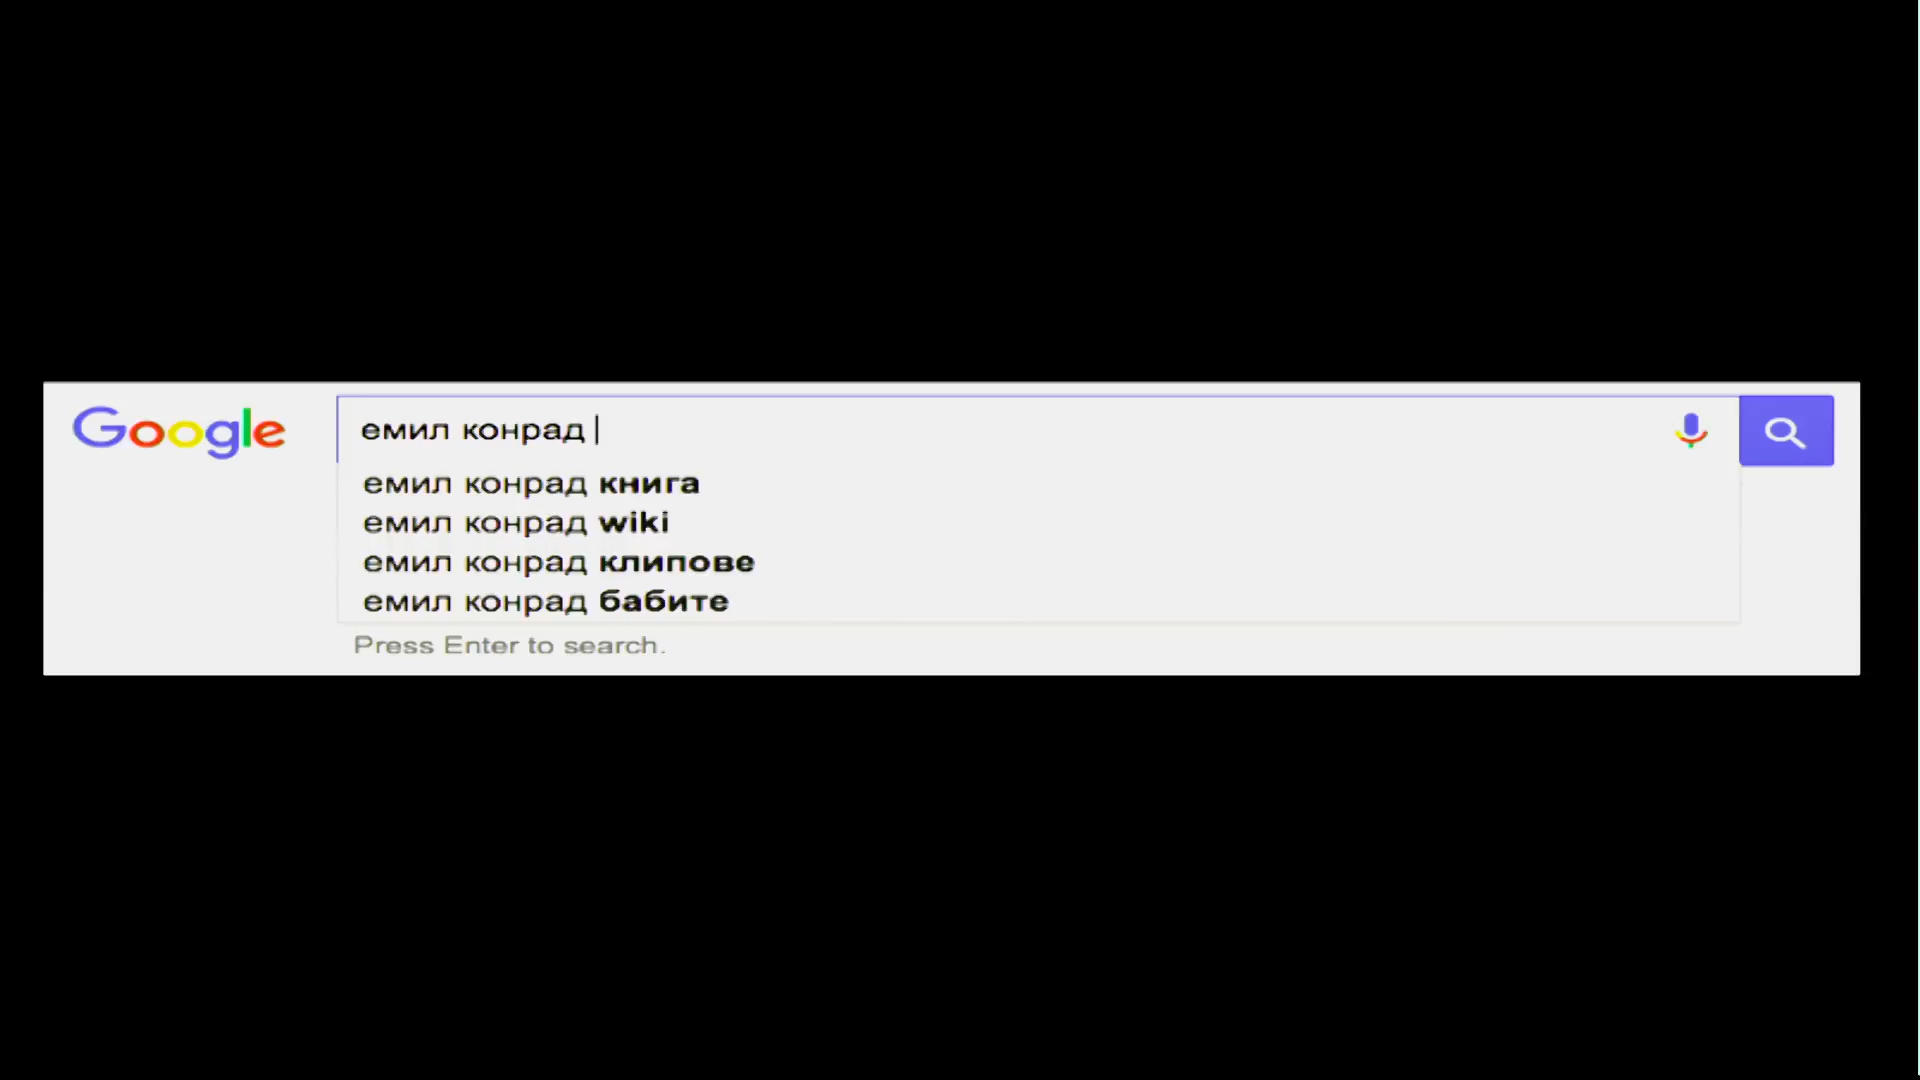 Google
емил конрад
емил конрад книга
емил конрад wiki
емил конрад клипове
емил конрад бабите
Press Enter to search.